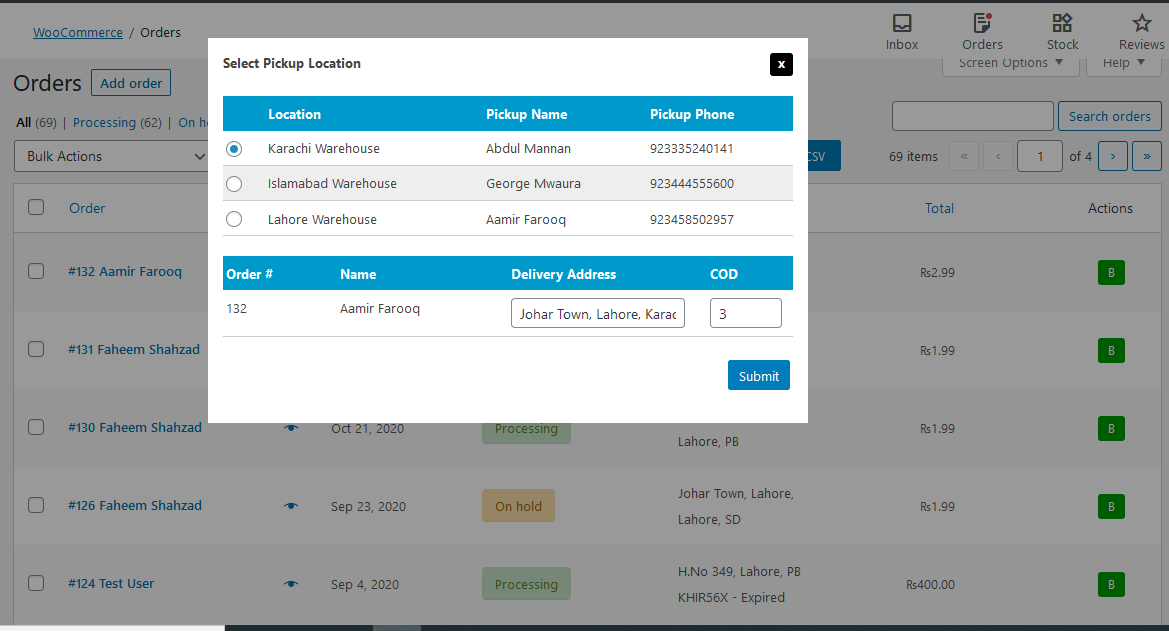 WooCommerce / Orders
Inbox
Orders
Stock
Reviews
Screen Options ▼
Help ▼
Orders
Add order
All (69) | Processing (62) | On h
Search orders
Bulk Actions
CSV
69 items « ‹ 1 of 4 › »
Select Pickup Location
x
Location Pickup Name Pickup Phone
Karachi Warehouse Abdul Mannan 923335240141
Islamabad Warehouse George Mwaura 923444555600
Lahore Warehouse Aamir Farooq 923458502957
Order # Name Delivery Address COD
132 Aamir Farooq Johar Town, Lahore, Karac 3
Submit
Order Total Actions
#132 Aamir Farooq ₨2.99 B
#131 Faheem Shahzad ₨1.99 B
#130 Faheem Shahzad Oct 21, 2020 Processing ₨1.99 B
Lahore, PB
#126 Faheem Shahzad Sep 23, 2020 On hold Johar Town, Lahore, ₨1.99 B
Lahore, SD
#124 Test User Sep 4, 2020 Processing H.No 349, Lahore, PB ₨400.00 B
KHIR56X - Expired